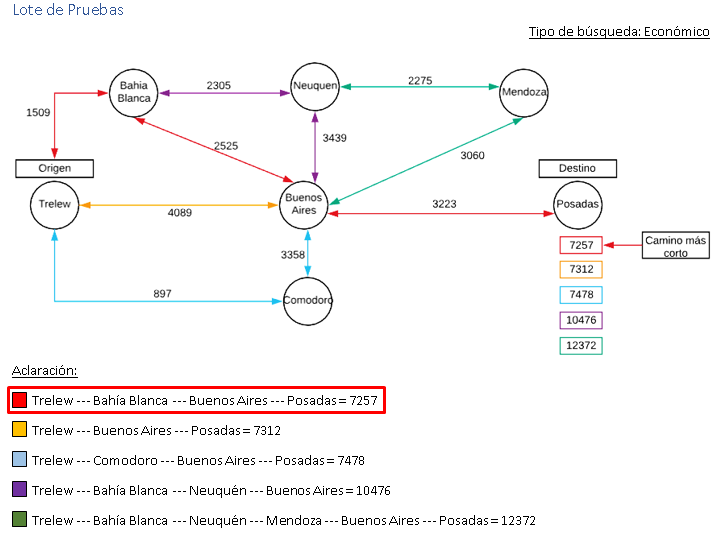 Lote de Pruebas
Tipo de búsqueda: Económico
Bahia
Blanca
2305
Neuquen
2275
Mendoza
1509
2525
3439
3060
Origen
Destino
Trelew
4089
Buenos
Aires
3223
Posadas
3358
897
Comodoro
7257
Camino más
corto
7312
7478
10476
12372
Aclaración:
Trelew --- Bahía Blanca --- Buenos Aires --- Posadas = 7257
Trelew --- Buenos Aires --- Posadas = 7312
Trelew --- Comodoro --- Buenos Aires --- Posadas = 7478
Trelew --- Bahía Blanca --- Neuquén --- Buenos Aires = 10476
Trelew --- Bahía Blanca --- Neuquén --- Mendoza --- Buenos Aires --- Posadas = 12372